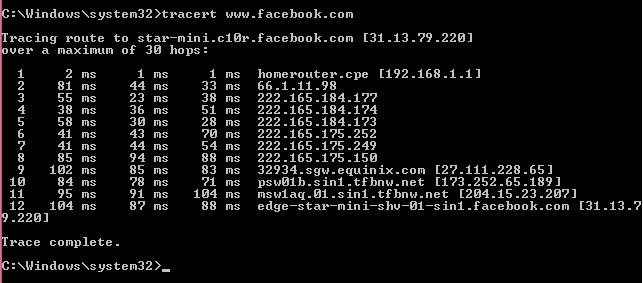 C:\Windows\system32>tracert www.facebook.com
Tracing route to star-mini.c10r.facebook.com [31.13.79.220]
over a maximum of 30 hops:
1 2 ms 1 ms 1 ms homerouter.cpe [192.168.1.1]
2 81 ms 44 ms 33 ms 66.1.11.98
3 55 ms 23 ms 38 ms 222.165.184.177
4 38 ms 36 ms 51 ms 222.165.184.174
5 58 ms 30 ms 28 ms 222.165.184.173
6 41 ms 43 ms 70 ms 222.165.175.252
7 41 ms 44 ms 54 ms 222.165.175.249
8 85 ms 94 ms 88 ms 222.165.175.150
9 102 ms 85 ms 83 ms 32934.sgw.equinix.com [27.111.228.65]
10 84 ms 78 ms 71 ms psw01b.sin1.tfbnw.net [173.252.65.189]
11 95 ms 91 ms 104 ms msw1aq.01.sin1.tfbnw.net [204.15.23.207]
12 104 ms 87 ms 88 ms edge-star-mini-shv-01-sin1.facebook.com [31.13.7
9.220]
Trace complete.
C:\Windows\system32>_